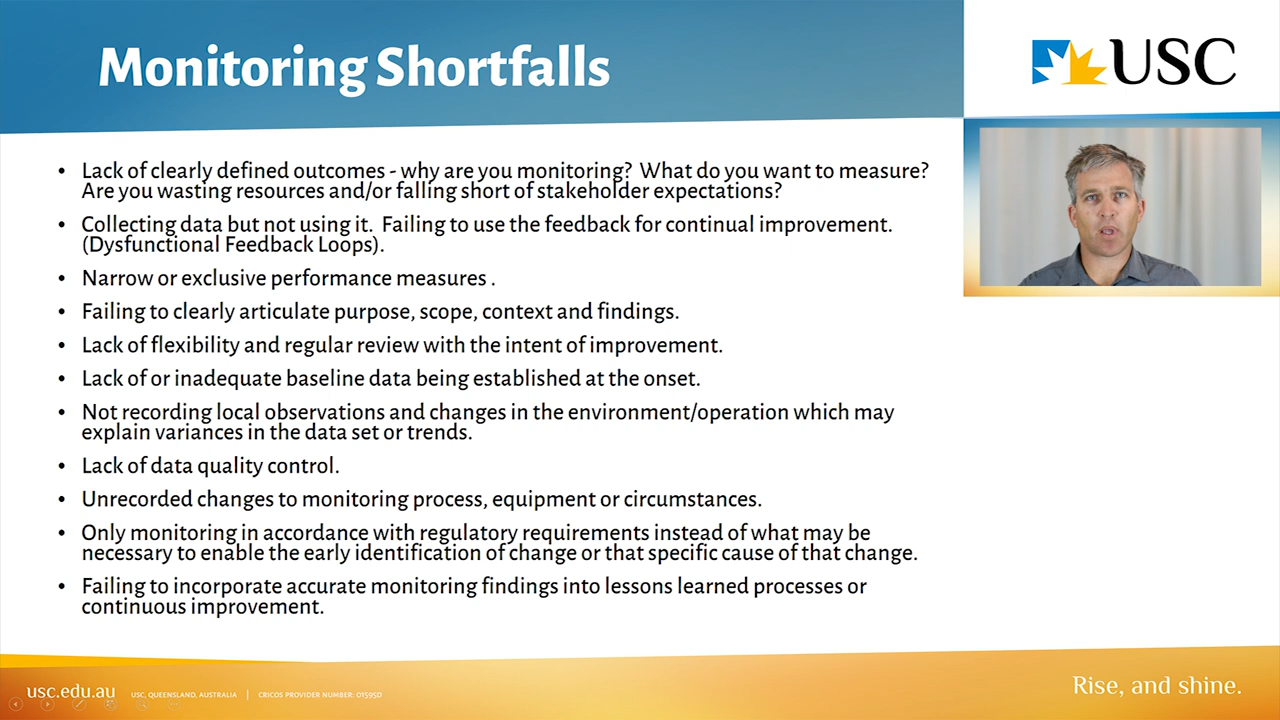 Monitoring Shortfalls
USC
• Lack of clearly defined outcomes - why are you monitoring? What do you want to measure?
Are you wasting resources and/or falling short of stakeholder expectations?
• Collecting data but not using it. Failing to use the feedback for continual improvement.
(Dysfunctional Feedback Loops).
• Narrow or exclusive performance measures .
• Failing to clearly articulate purpose, scope, context and findings.
• Lack of flexibility and regular review with the intent of improvement.
• Lack of or inadequate baseline data being established at the onset.
• Not recording local observations and changes in the environment/operation which may
explain variances in the data set or trends.
• Lack of data quality control.
• Unrecorded changes to monitoring process, equipment or circumstances.
• Only monitoring in accordance with regulatory requirements instead of what may be
necessary to enable the early identification of change or that specific cause of that change.
• Failing to incorporate accurate monitoring findings into lessons learned processes or
continuous improvement.
usc.edu.au USC, QUEENSLAND, AUSTRALIA | CRICOS PROVIDER NUMBER: 01595D
Rise, and shine.